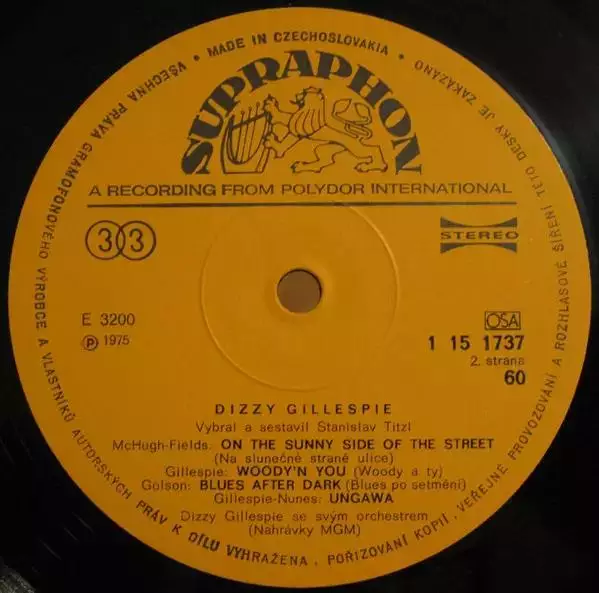 VŠECHNA PRÁVA GRAMOFONOVÉHO VÝROBCE A VLASTNÍKŮ AUTORSKÝCH PRÁV K DÍLU VYHRAŽENA, POŘIZOVÁNÍ KOPIÍ, VEŘEJNÉ PROVOZOVÁNÍ A ROZHLASOVÉ ŠÍŘENÍ TÉTO DESKY JE ZAKÁZÁNO
• MADE IN CZECHOSLOVAKIA •
SUPRAPHON
A RECORDING FROM POLYDOR INTERNATIONAL
33
STEREO
E 3200
OSA
℗ 1975
1 15 1737
2. strana
60
DIZZY GILLESPIE
Vybral a sestavil Stanislav Titzl
McHugh-Fields: ON THE SUNNY SIDE OF THE STREET
(Na slunečné straně ulice)
Gillespie: WOODY'N YOU (Woody a ty)
Golson: BLUES AFTER DARK (Blues po setmění)
Gillespie-Nunes: UNGAWA
Dizzy Gillespie se svým orchestrem
(Nahrávky MGM)